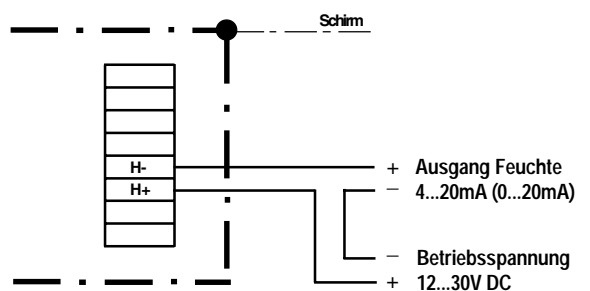 Schirm
H-
+ Ausgang Feuchte
H+
− 4...20mA (0...20mA)
− Betriebsspannung
+ 12...30V DC